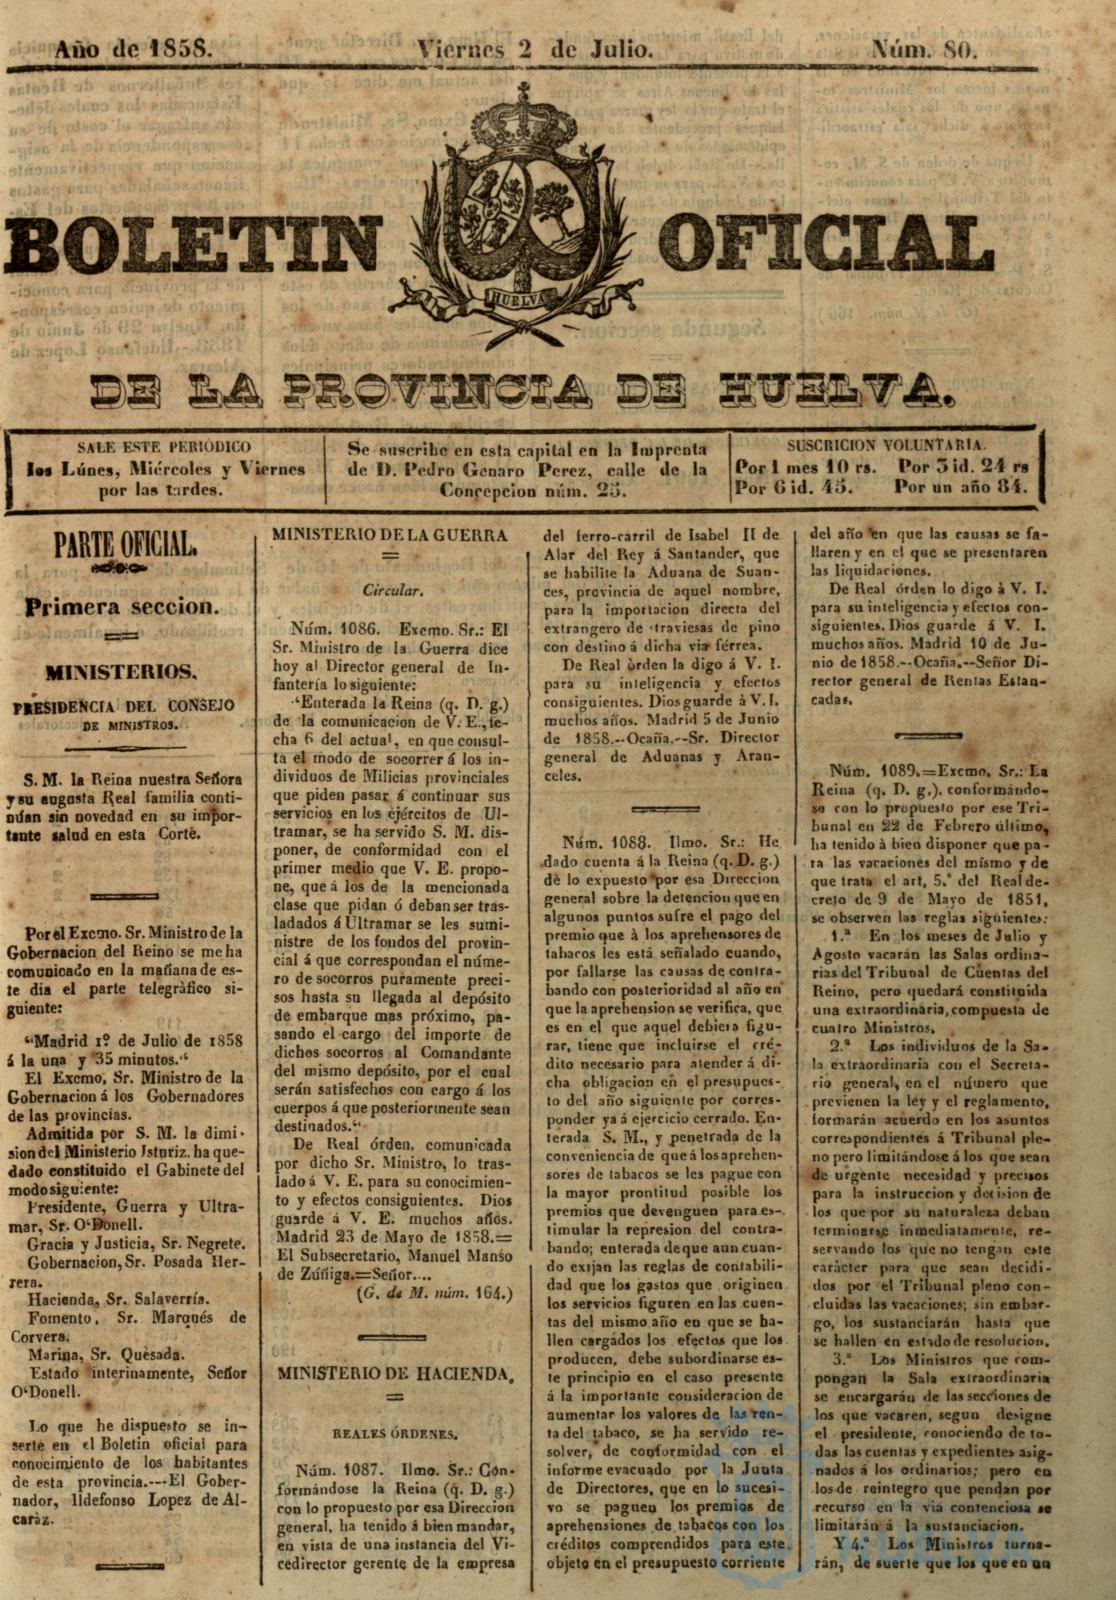 Año de 1858.
Viernes 2 de Julio.
Núm. 80.
BOLETIN OFICIAL
HUELVA
DE LA PROVINCIA DE HUELVA.
SALE ESTE PERIÓDICO
los Lúnes, Miércoles y Viernes
por las tardes.
Se suscribe en esta capital en la Imprenta
de D. Pedro Genaro Perez, calle de la
Concepcion núm. 25.
SUSCRICION VOLUNTARIA.
Por 1 mes 10 rs. Por 3 id. 24 rs
Por 6 id. 45. Por un año 84.
PARTE OFICIAL.
Primera seccion.
MINISTERIOS.
PRESIDENCIA DEL CONSEJO
DE MINISTROS.
S. M. la Reina nuestra Señora
y su augusta Real familia conti-
núan sin novedad en su impor-
tante salud en esta Corte.
Por el Excmo. Sr. Ministro de la
Gobernacion del Reino se me ha
comunicado en la mañana de es-
te dia el parte telegràfico si-
guiente:
"Madrid 1º de Julio de 1858
á la una y 35 minutos."
El Excmo, Sr. Ministro de la
Gobernacion á los Gobernadores
de las provincias.
Admitida por S. M. la dimi-
sion del Ministerio Isturiz, ha que-
dado constituido el Gabinete del
modo siguiente:
Presidente, Guerra y Ultra-
mar, Sr. O'Donell.
Gracia y Justicia, Sr. Negrete.
Gobernacion, Sr. Posada Her-
rera.
Hacienda, Sr. Salaverría.
Fomento, Sr. Marqués de
Corvera.
Marina, Sr. Quesada.
Estado interinamente, Señor
O'Donell.
Lo que he dispuesto se in-
serte en el Boletin oficial para
conocimiento de los habitantes
de esta provincia.---El Gober-
nador, Ildefonso Lopez de Al-
caráz.
MINISTERIO DE LA GUERRA
Circular.
Núm. 1086. Excmo. Sr.: El
Sr. Ministro de la Guerra dice
hoy al Director general de In-
fantería lo siguiente:
"Enterada la Reina (q. D. g.)
de la comunicacion de V. E., fe-
cha 6 del actual, en que consul-
ta el modo de socorrer á los in-
dividuos de Milicias provinciales
que piden pasar á continuar sus
servicios en los ejércitos de Ul-
tramar, se ha servido S. M. dis-
poner, de conformidad con el
primer medio que V. E. propo-
ne, que á los de la mencionada
clase que pidan ó deban ser tras-
ladados á Ultramar se les sumi-
nistre de los fondos del provin-
cial á que correspondan el núme-
ro de socorros puramente preci-
sos hasta su llegada al depósito
de embarque mas próximo, pa-
sando el cargo del importe de
dichos socorros al Comandante
del mismo depósito, por el cual
serán satisfechos con cargo á los
cuerpos á que posteriormente sean
destinados."
De Real órden, comunicada
por dicho Sr. Ministro, lo tras-
lado á V. E. para su conocimien-
to y efectos consiguientes. Dios
guarde á V. E. muchos años.
Madrid 23 de Mayo de 1858.=
El Subsecretario, Manuel Manso
de Zúñiga.=Señor....
(G. de M. núm. 164.)
MINISTERIO DE HACIENDA.
REALES ÓRDENES.
Núm. 1087. Ilmo. Sr.: Con-
formándose la Reina (q. D. g.)
con lo propuesto por esa Direccion
general, ha tenido á bien mandar,
en vista de una instancia del Vi-
cedirector gerente de la empresa
del ferro-carril de Isabel II de
Alar del Rey á Santander, que
se habilite la Aduana de Suan-
ces, provincia de aquel nombre,
para la importacion directa del
extrangero de traviesas de pino
con destino á dicha via férrea.
De Real òrden la digo á V. I.
para su inteligencia y efectos
consiguientes. Dios guarde á V. I.
muchos años. Madrid 5 de Junio
de 1858.--Ocaña.--Sr. Director
general de Aduanas y Aran-
celes.
Núm. 1088. Ilmo. Sr.: He
dado cuenta á la Reina (q. D. g.)
de lo expuesto por esa Direccion
general sobre la detencion que en
algunos puntos sufre el pago del
premio que à los aprehensores de
tabacos les está señalado cuando,
por fallarse las causas de contra-
bando con posterioridad al año en
que la aprehension se verifica, que
es en el que aquel debiera figu-
rar, tiene que incluirse el cré-
dito necesario para atender á di-
cha obligacion en el presupues-
to del año siguiente por corres-
ponder ya á ejercicio cerrado. En-
terada S. M., y penetrada de la
conveniencia de que á los aprehen-
sores de tabacos se les pague con
la mayor prontitud posible los
premios que devenguen para es-
timular la represion del contra-
bando; enterada de que aun cuan-
do exijan las reglas de contabili-
dad que los gastos que originen
los servicios figuren en las cuen-
tas del mismo año en que se ha-
llen cargados los efectos que los
producen, debe subordinarse es-
te principio en el caso presente
á la importante consideracion de
aumentar los valores de las ren-
ta del tabaco, se ha servido re-
solver, de conformidad con el
informe evacuado por la Junta
de Directores, que en lo sucesi-
vo se paguen los premios de
aprehensiones de tabacos con los
créditos comprendidos para este
objeto en el presupuesto corriente
del año en que las causas se fa-
llaren y en el que se presentaren
las liquidaciones.
De Real órden lo digo á V. I.
para su inteligencia y efectos con-
siguientes. Dios guarde á V. I.
muchos años. Madrid 10 de Ju-
nio de 1858.--Ocaña.--Señor Di-
rector general de Rentas Estan-
cadas.
Núm. 1089.=Excmo. Sr.: La
Reina (q. D. g.). conformándo-
se con lo propuesto por ese Tri-
bunal en 22 de Febrero último,
ha tenido à bien disponer que pa-
ra las vacaciones del mismo y de
que trata el art, 5.º del Real de-
creto de 9 de Mayo de 1851,
se observen las reglas siguientes:
1.ª En los meses de Julio y
Agosto vacarán las Salas ordina-
rias del Tribunal de Cuentas del
Reino, pero quedará constituida
una extraordinaria, compuesta de
cuatro Ministros.
2.ª Los individuos de la Sa-
la extraordinaria con el Secreta-
rio general, en el número que
previenen la ley y el reglamento,
formarán acuerdo en los asuntos
correspondientes á Tribunal ple-
no pero limitándose á los que sean
de urgente necesidad y precisos
para la instruccion y decision de
los que por su naturaleza deban
terminarse inmediatamente, re-
servando los que no tengan este
carácter para que sean decidi-
dos por el Tribunal pleno con-
cluidas las vacaciones; sin embar-
go, los sustanciarán hasta que
se hallen en estado de resolucion.
3.ª Los Ministros que com-
pongan la Sala extraordinaria
se encargarán de las secciones de
los que vacaren, segun designe
el presidente, conociendo de to-
das las cuentas y expedientes asig-
nados á los ordinarios; pero en
los de reintegro que pendan por
recurso en la via contenciosa se
limitarán á la sustanciacion.
Y 4.ª Los Ministros turna-
rán, de suerte que los que en un